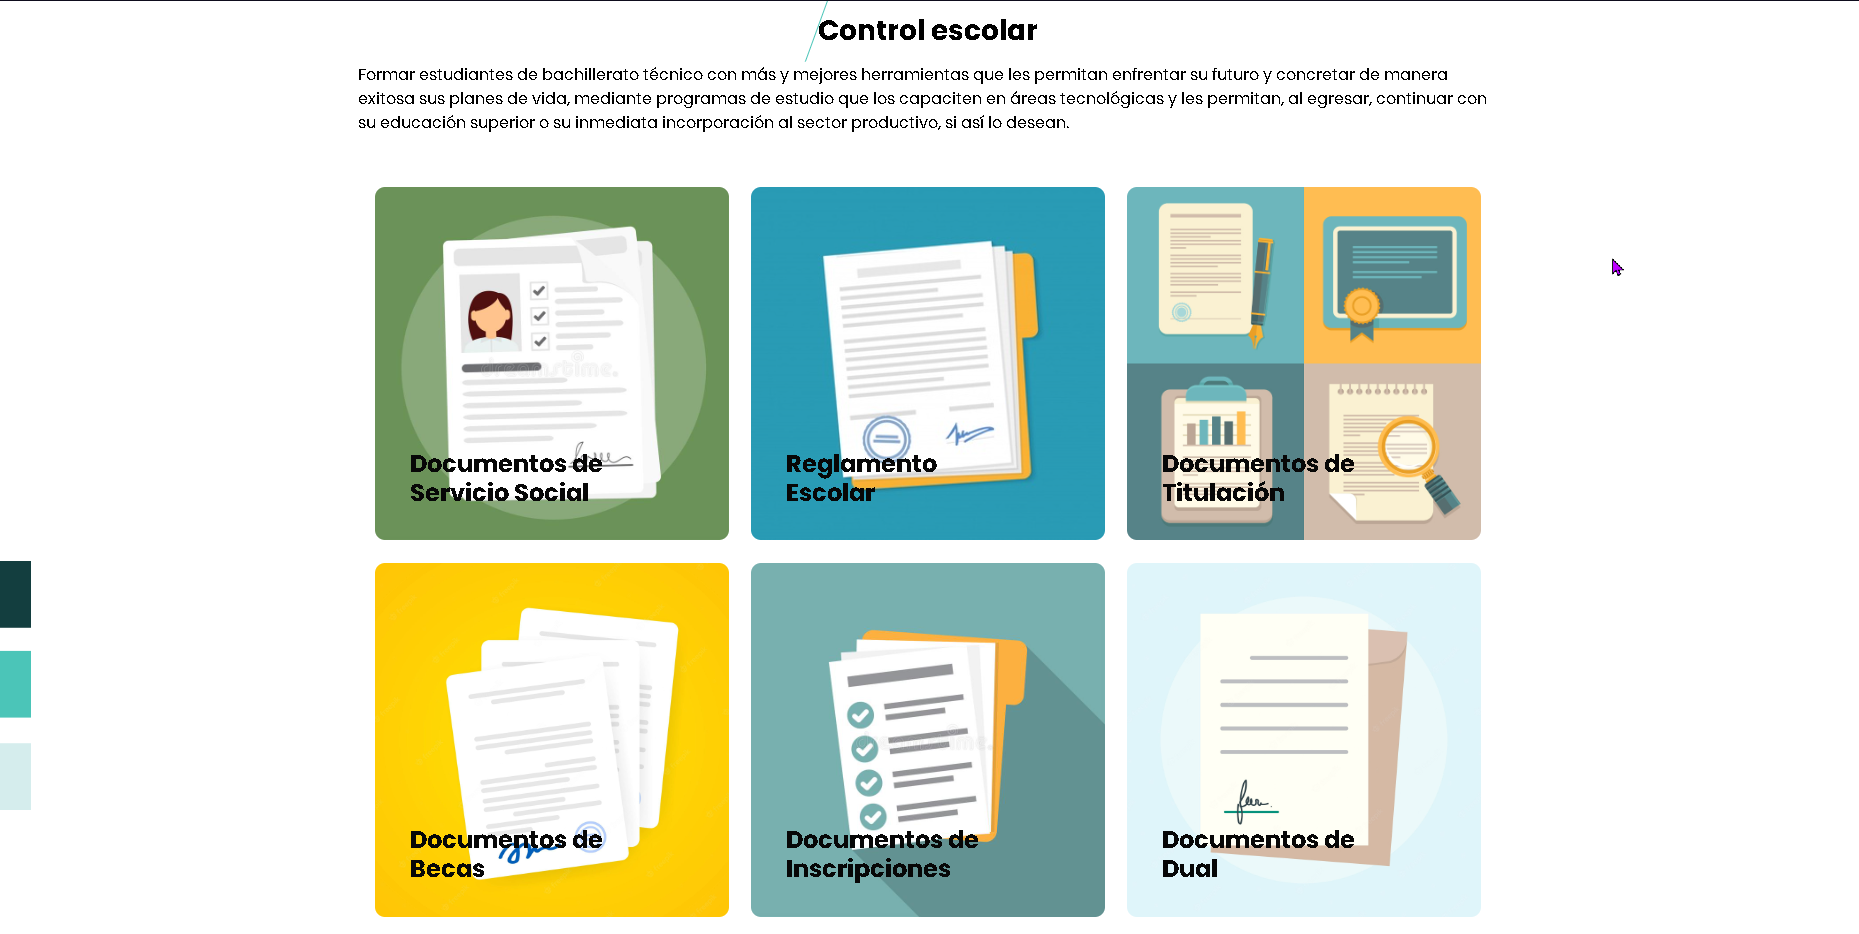 Control escolar
Formar estudiantes de bachillerato técnico con más y mejores herramientas que les permitan enfrentar su futuro y concretar de manera
exitosa sus planes de vida, mediante programas de estudio que los capaciten en áreas tecnológicas y les permitan, al egresar, continuar con
su educación superior o su inmediata incorporación al sector productivo, si así lo desean.
dreamstime.
Documentos de
Servicio Social
Reglamento
Escolar
Documentos de
Titulación
Documentos de
Becas
Documentos de
Inscripciones
Documentos de
Dual